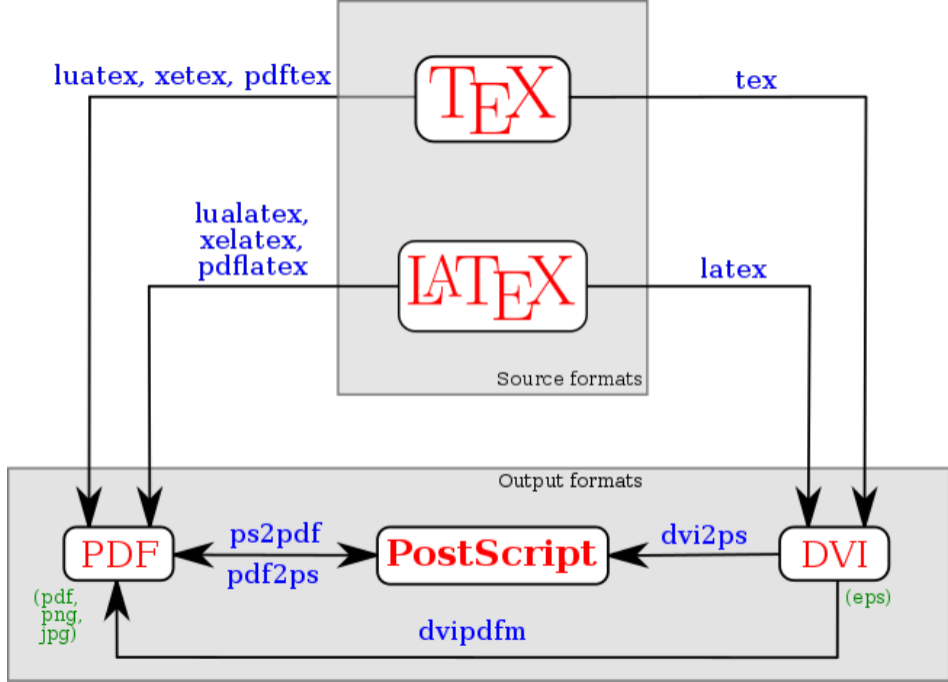 luatex, xetex, pdftex
TEX
tex
lualatex,
xelatex,
pdflatex
LATEX
latex
Source formats
Output formats
PDF
ps2pdf
pdf2ps
PostScript
dvi2ps
DVI
(pdf,
png,
jpg)
(eps)
dvipdfm